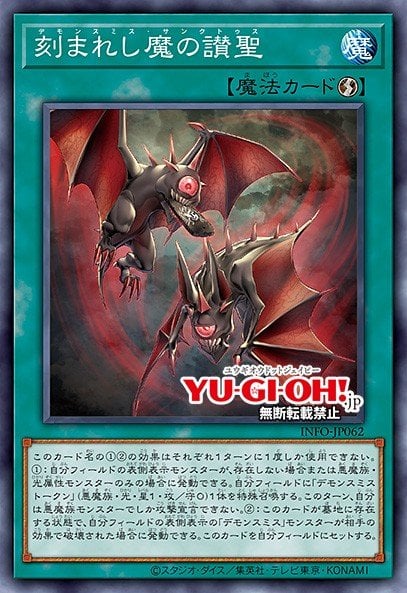 デモンスミス・サンクトゥス
刻まれし魔の讃聖
魔
【魔法カード】
ユウギオウドットジェイピー
YU-GI-OH!.jp
無断転載禁止
INFO-JP062
このカード名の①②の効果はそれぞれ1ターンに1度しか使用できない。
①：自分フィールドの表側表示モンスターが存在しない場合または悪魔族・
光属性モンスターのみの場合に発動できる。自分フィールドに「デモンスミス
トークン」（悪魔族・光・星1・攻／守0）1体を特殊召喚する。このターン、自分
は悪魔族モンスターでしか攻撃宣言できない。②：このカードが墓地に存在
する状態で、自分フィールドの表側表示の「デモンスミス」モンスターが相手の
効果で破壊された場合に発動できる。このカードを自分フィールドにセットする。
©スタジオ・ダイス／集英社・テレビ東京・KONAMI